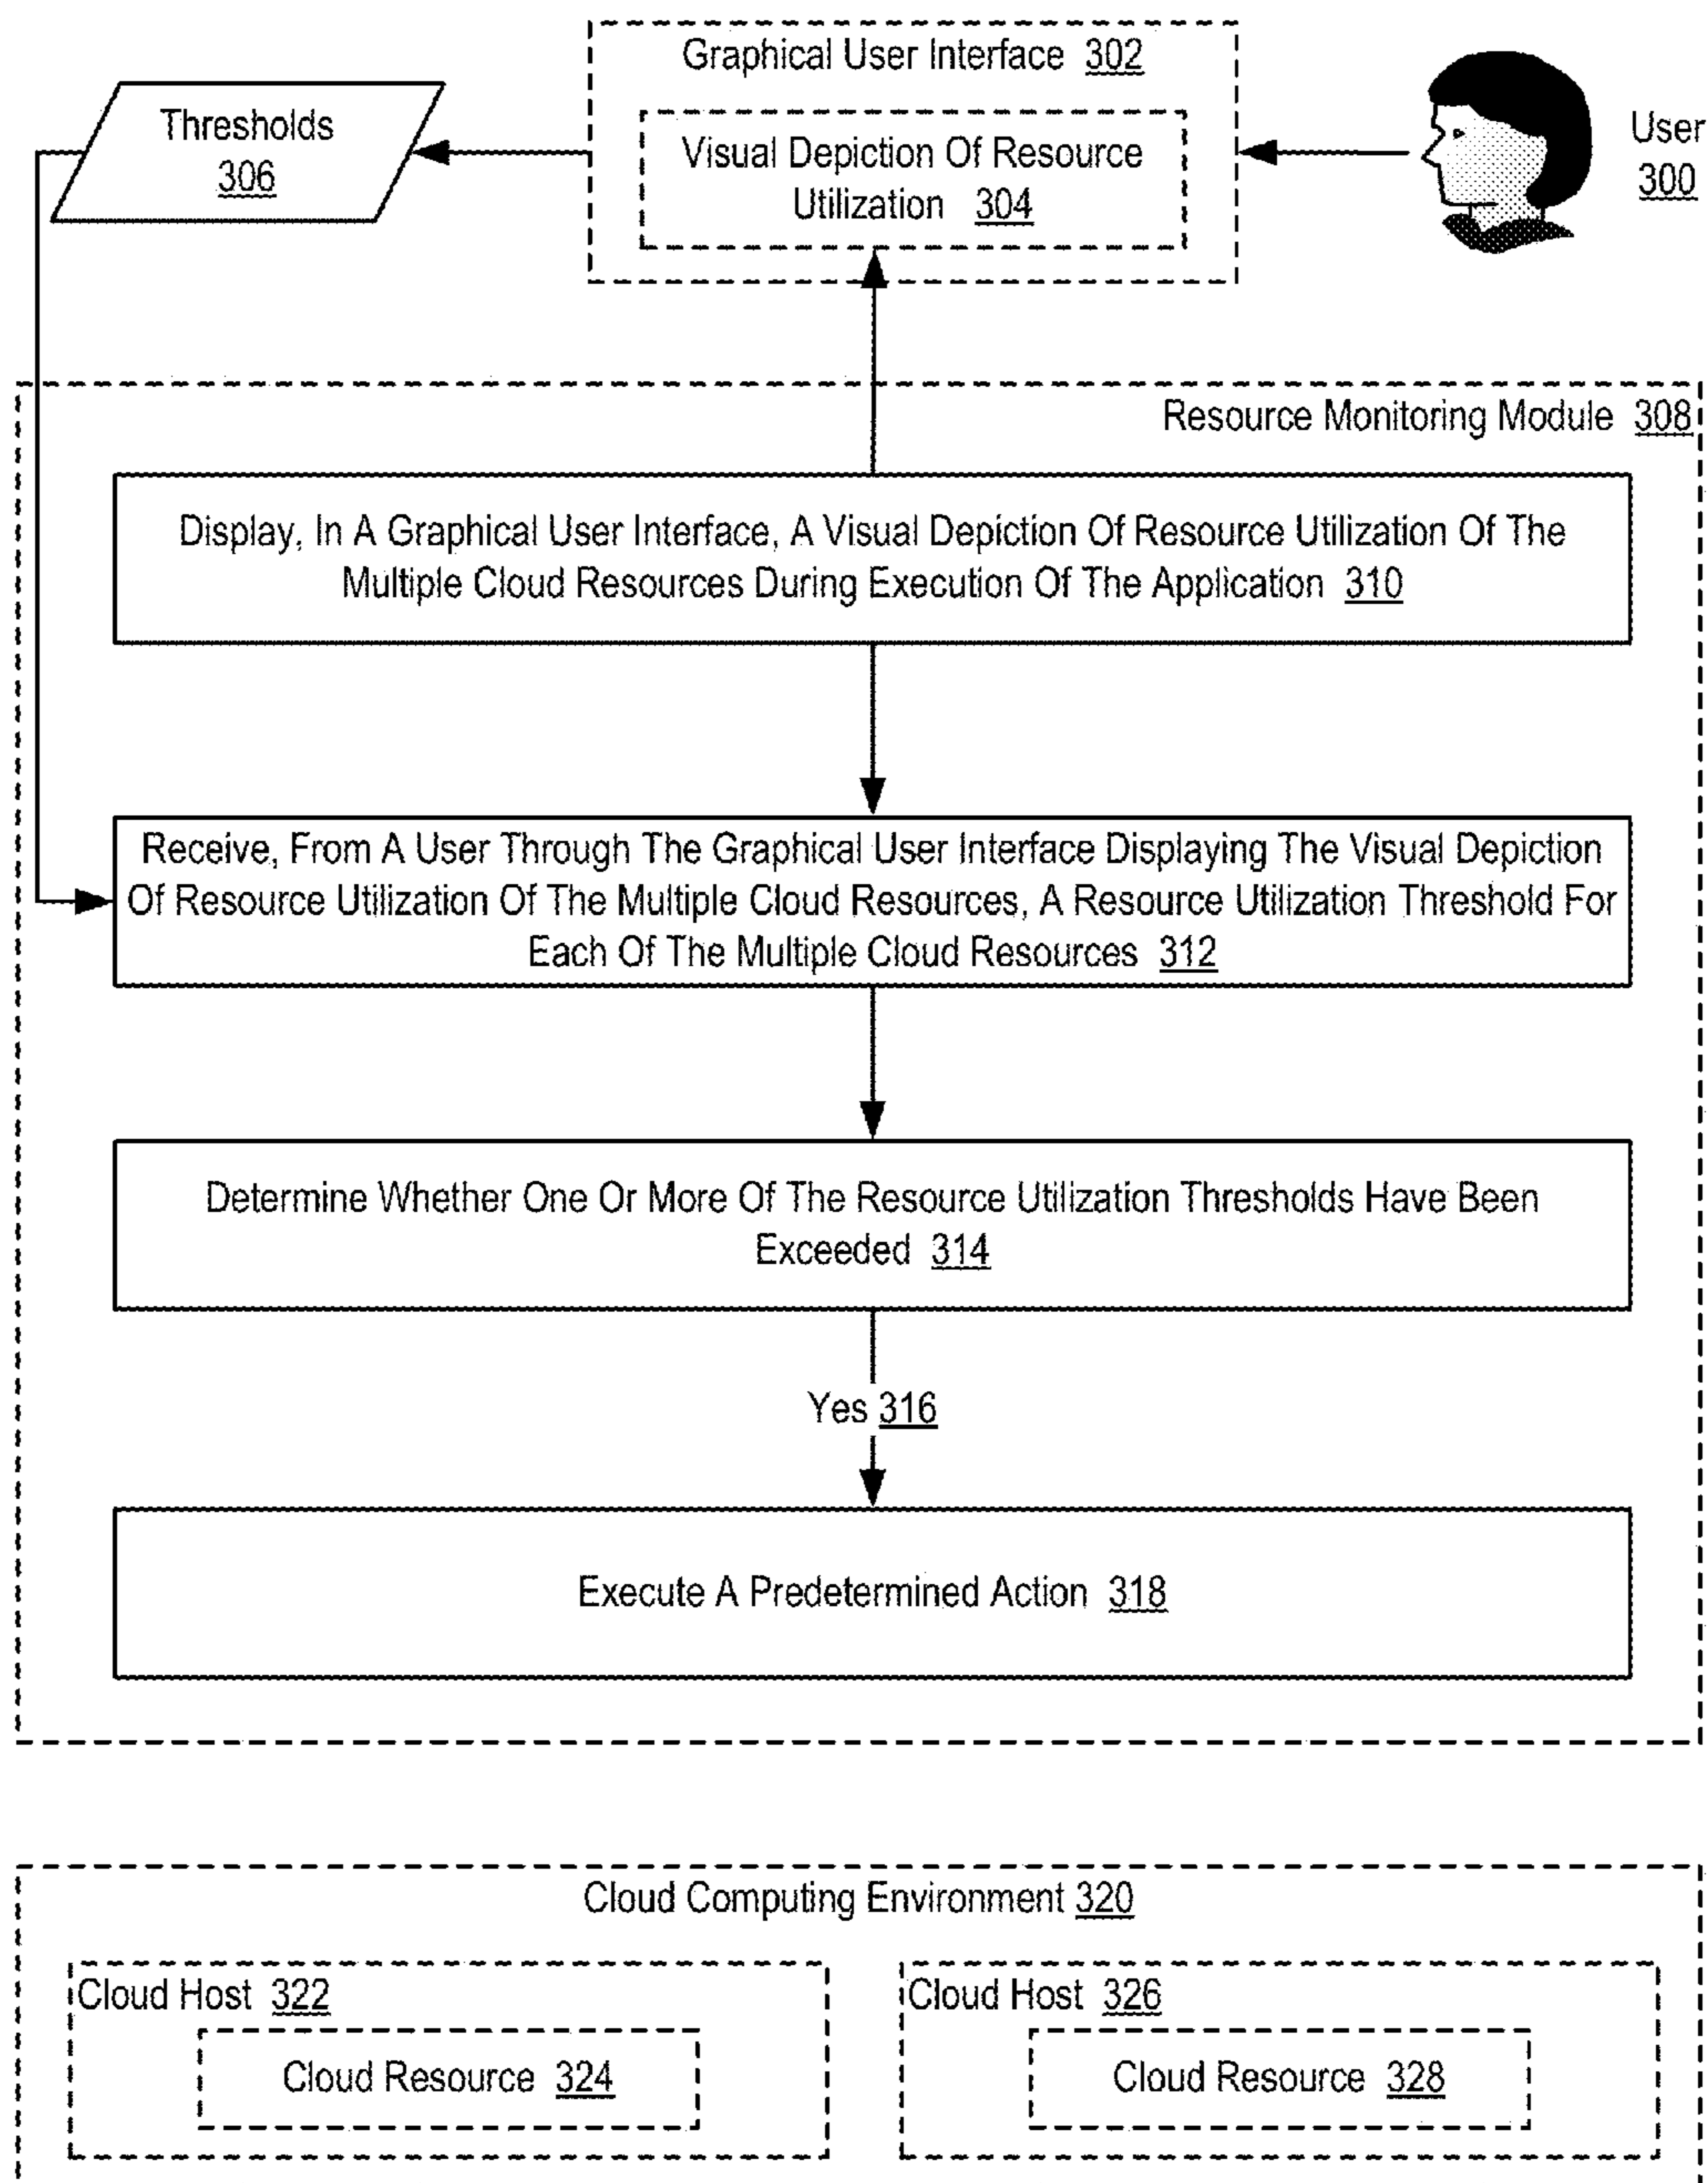 Graphical User Interface 302
Thresholds
306
Visual Depiction Of Resource
Utilization 304
User
300
Resource Monitoring Module 308
Display, In A Graphical User Interface, A Visual Depiction Of Resource Utilization Of The
Multiple Cloud Resources During Execution Of The Application 310
Receive, From A User Through The Graphical User Interface Displaying The Visual Depiction
Of Resource Utilization Of The Multiple Cloud Resources, A Resource Utilization Threshold For
Each Of The Multiple Cloud Resources 312
Determine Whether One Or More Of The Resource Utilization Thresholds Have Been
Exceeded 314
Yes 316
Execute A Predetermined Action 318
Cloud Computing Environment 320
Cloud Host 322
Cloud Resource 324
Cloud Host 326
Cloud Resource 328